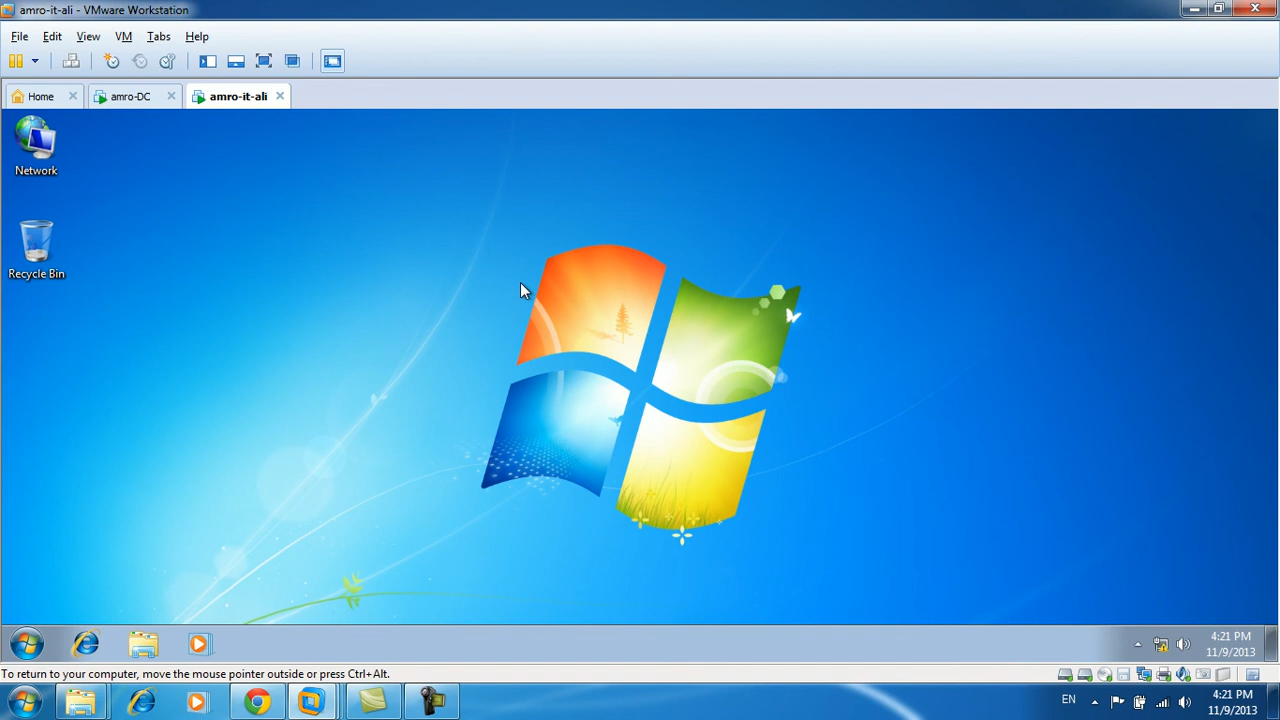 amro-it-ali - VMware Workstation
File Edit View VM Tabs Help
Home amro-DC amro-it-ali
Network
Recycle Bin
4:21 PM
11/9/2013
To return to your computer, move the mouse pointer outside or press Ctrl+Alt.
EN
4:21 PM
11/9/2013